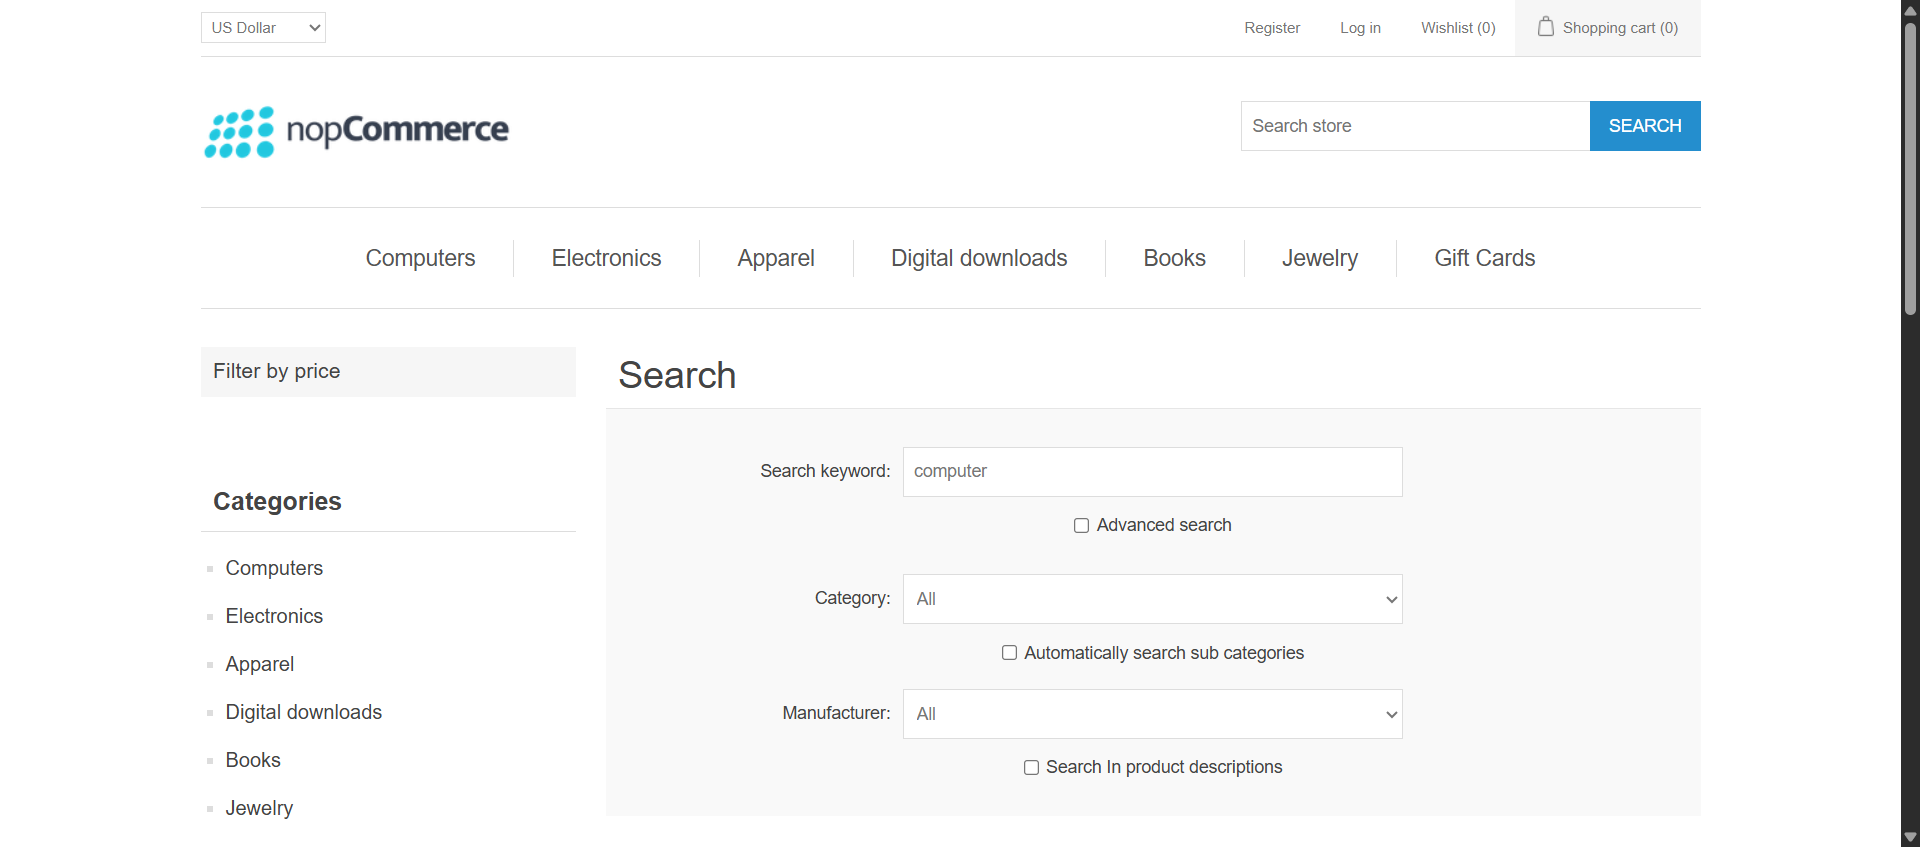 US Dollar
Register
Log in
Wishlist (0)
Shopping cart (0)
nopCommerce
Search store
SEARCH
Computers
Electronics
Apparel
Digital downloads
Books
Jewelry
Gift Cards
Filter by price
Categories
Computers
Electronics
Apparel
Digital downloads
Books
Jewelry
Search
Search keyword:
computer
Advanced search
Category:
All
Automatically search sub categories
Manufacturer:
All
Search In product descriptions